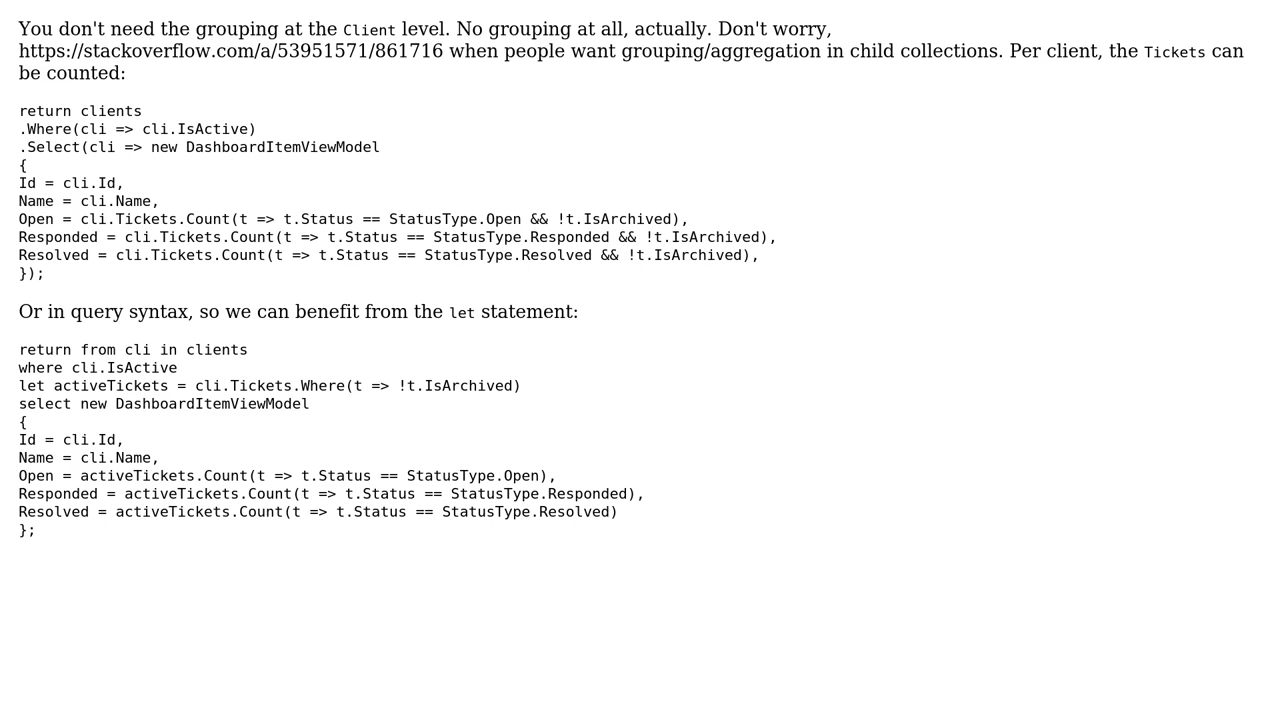 You don't need the grouping at the Client level. No grouping at all, actually. Don't worry,
https://stackoverflow.com/a/53951571/861716 when people want grouping/aggregation in child collections. Per client, the Tickets can
be counted:
return clients
.Where(cli => cli.IsActive)
.Select(cli => new DashboardItemViewModel
{
Id = cli.Id,
Name = cli.Name,
Open = cli.Tickets.Count(t => t.Status == StatusType.Open && !t.IsArchived),
Responded = cli.Tickets.Count(t => t.Status == StatusType.Responded && !t.IsArchived),
Resolved = cli.Tickets.Count(t => t.Status == StatusType.Resolved && !t.IsArchived),
});
Or in query syntax, so we can benefit from the let statement:
return from cli in clients
where cli.IsActive
let activeTickets = cli.Tickets.Where(t => !t.IsArchived)
select new DashboardItemViewModel
{
Id = cli.Id,
Name = cli.Name,
Open = activeTickets.Count(t => t.Status == StatusType.Open),
Responded = activeTickets.Count(t => t.Status == StatusType.Responded),
Resolved = activeTickets.Count(t => t.Status == StatusType.Resolved)
};